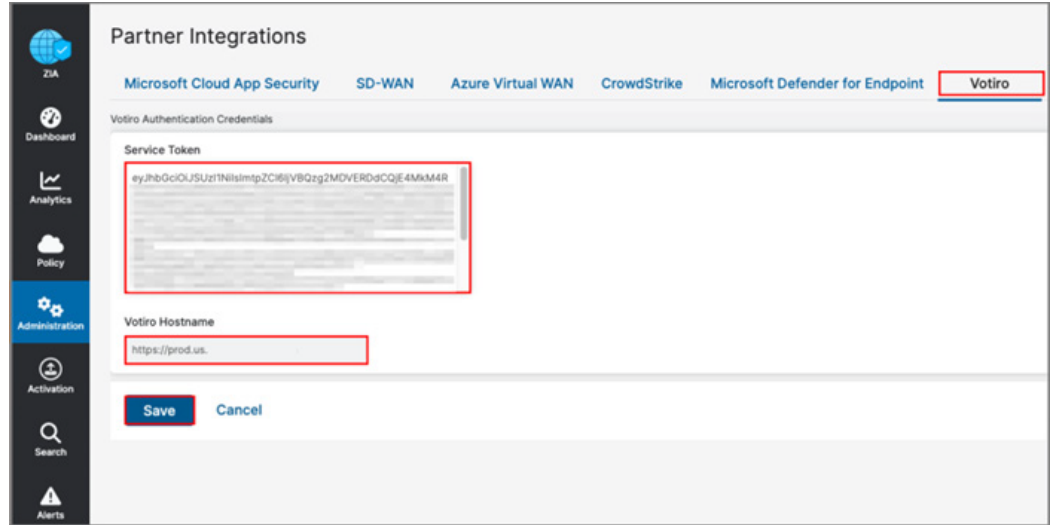 Partner Integrations
ZIA
Microsoft Cloud App Security SD-WAN Azure Virtual WAN CrowdStrike Microsoft Defender for Endpoint Votiro
Votiro Authentication Credentials
Dashboard
Service Token
Analytics
Policy
Votiro Hostname
Administration
https://prod.us.
Activation
Save Cancel
Search
Alerts